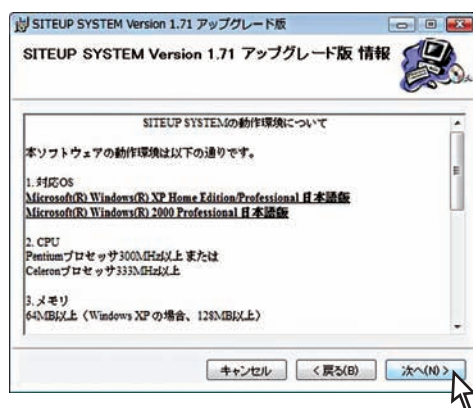 SITEUP SYSTEM Version 1.71 アップグレード版
SITEUP SYSTEM Version 1.71 アップグレード版 情報
SITEUP SYSTEMの動作環境について
本ソフトウェアの動作環境は以下の通りです。
1. 対応OS
Microsoft(R) Windows(R) XP Home Edition/Professional 日本語版
Microsoft(R) Windows(R) 2000 Professional 日本語版
2. CPU
Pentiumプロセッサ300MHz以上 または
Celeronプロセッサ333MHz以上
3. メモリ
64MB以上（Windows XP の場合、128MB以上）
キャンセル < 戻る(B) 次へ(N) >